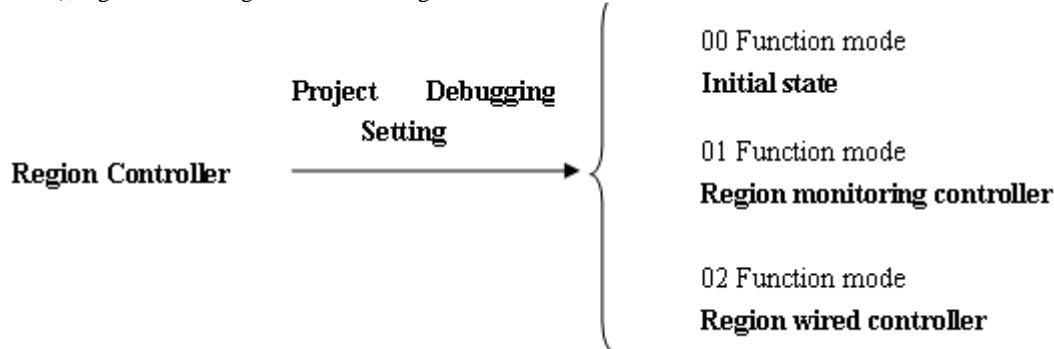 Project Debugging
Setting
Region Controller
00 Function mode
Initial state
01 Function mode
Region monitoring controller
02 Function mode
Region wired controller